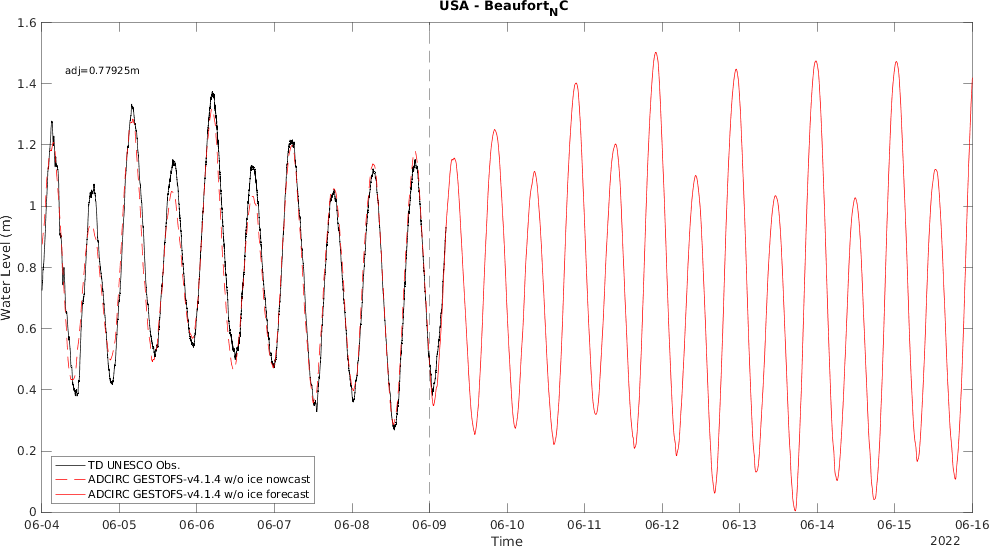 USA - Beaufort_NC
1.6
adj=0.77925m
1.4
1.2
1
0.8
0.6
0.4
0.2
0
Water Level (m)
TD UNESCO Obs.
ADCIRC GESTOFS-v4.1.4 w/o ice nowcast
ADCIRC GESTOFS-v4.1.4 w/o ice forecast
06-04 06-05 06-06 06-07 06-08 06-09 06-10 06-11 06-12 06-13 06-14 06-15 06-16
Time
2022